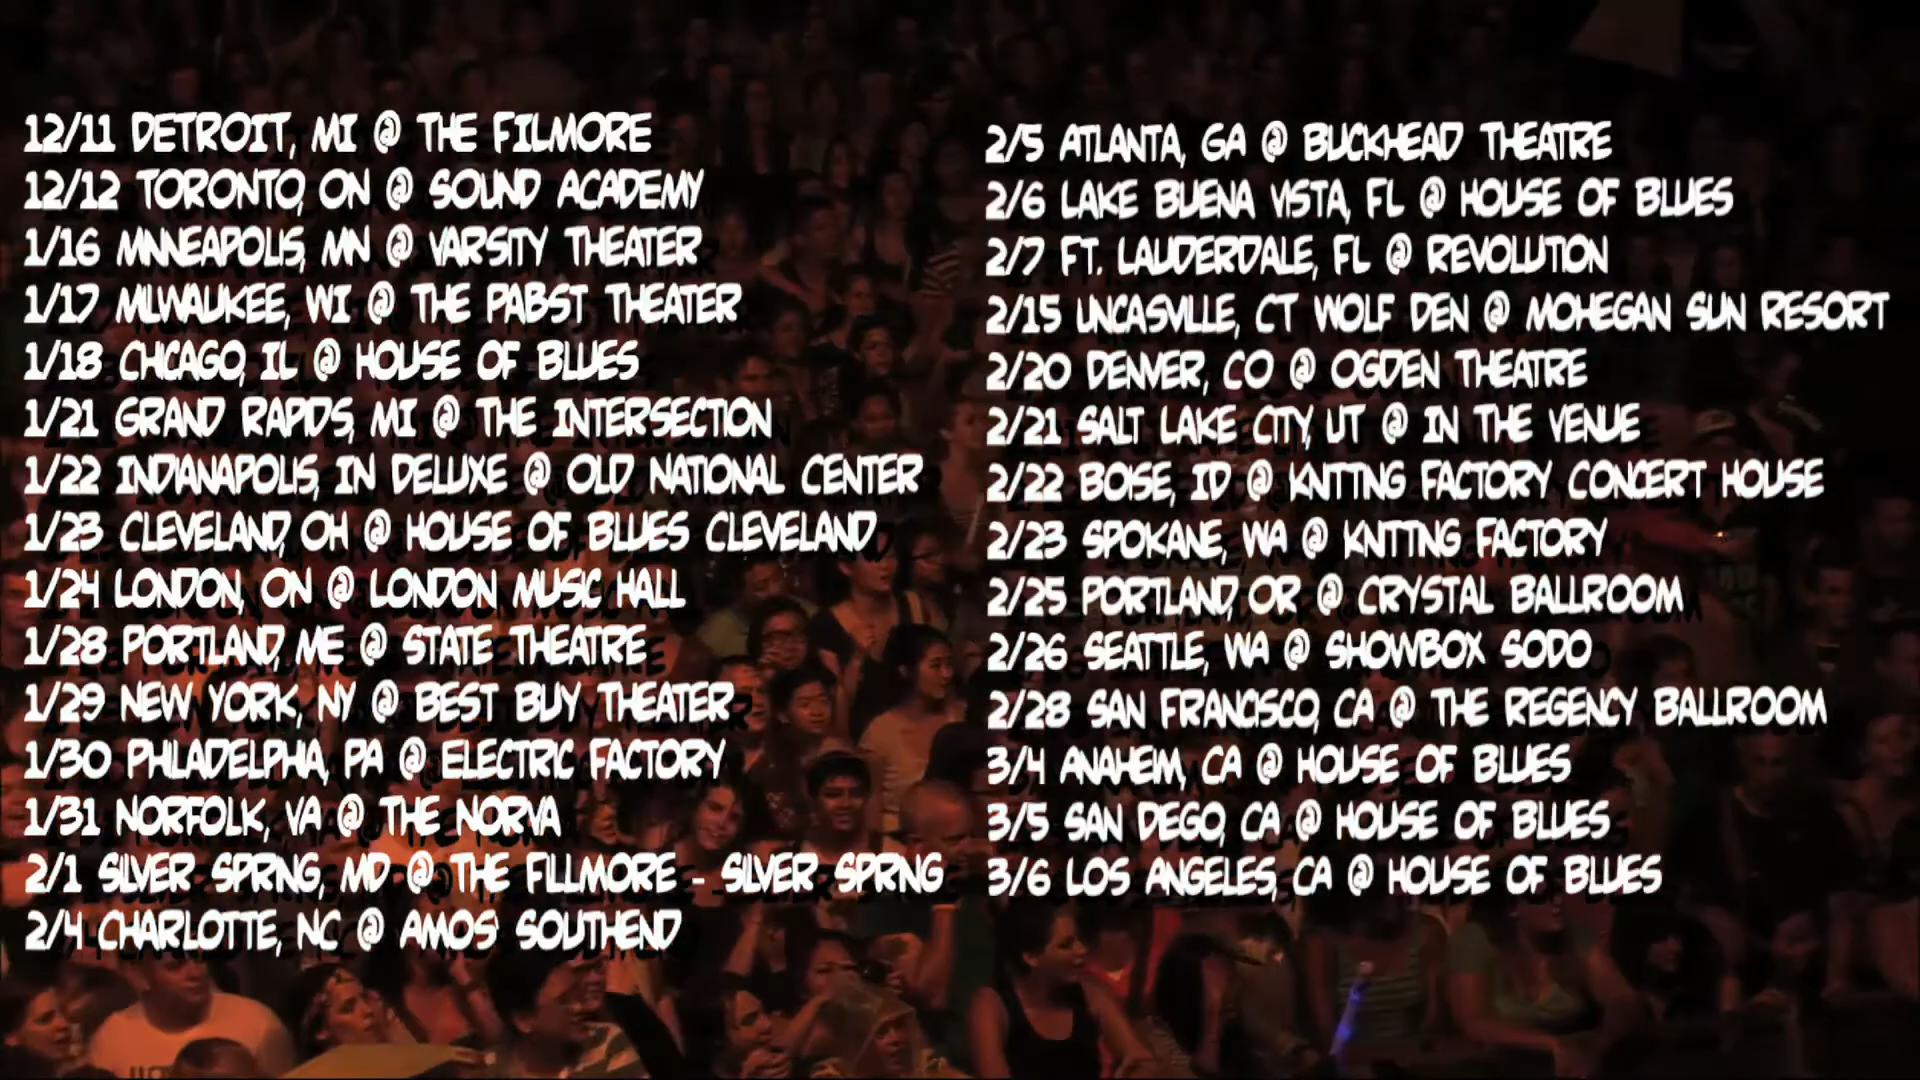 12/11 DETROIT, MI @ THE FILMORE
12/12 TORONTO, ON @ SOUND ACADEMY
1/16 MINNEAPOLIS, MN @ VARSITY THEATER
1/17 MILWAUKEE, WI @ THE PABST THEATER
1/18 CHICAGO, IL @ HOUSE OF BLUES
1/21 GRAND RAPIDS, MI @ THE INTERSECTION
1/22 INDIANAPOLIS, IN DELUXE @ OLD NATIONAL CENTER
1/23 CLEVELAND, OH @ HOUSE OF BLUES CLEVELAND
1/24 LONDON, ON @ LONDON MUSIC HALL
1/28 PORTLAND, ME @ STATE THEATRE
1/29 NEW YORK, NY @ BEST BUY THEATER
1/30 PHILADELPHIA, PA @ ELECTRIC FACTORY
1/31 NORFOLK, VA @ THE NORVA
2/1 SILVER SPRING, MD @ THE FILLMORE - SILVER SPRING
2/4 CHARLOTTE, NC @ AMOS' SOUTHEND
2/5 ATLANTA, GA @ BUCKHEAD THEATRE
2/6 LAKE BUENA VISTA, FL @ HOUSE OF BLUES
2/7 FT. LAUDERDALE, FL @ REVOLUTION
2/15 UNCASVILLE, CT WOLF DEN @ MOHEGAN SUN RESORT
2/20 DENVER, CO @ OGDEN THEATRE
2/21 SALT LAKE CITY, UT @ IN THE VENUE
2/22 BOISE, ID @ KNITTING FACTORY CONCERT HOUSE
2/23 SPOKANE, WA @ KNITTING FACTORY
2/25 PORTLAND, OR @ CRYSTAL BALLROOM
2/26 SEATTLE, WA @ SHOWBOX SODO
2/28 SAN FRANCISCO, CA @ THE REGENCY BALLROOM
3/4 ANAHEIM, CA @ HOUSE OF BLUES
3/5 SAN DIEGO, CA @ HOUSE OF BLUES
3/6 LOS ANGELES, CA @ HOUSE OF BLUES